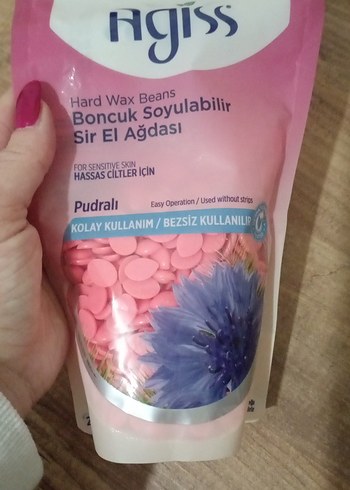 Agiss
Hard Wax Beans
Boncuk Soyulabilir
Sir El Ağdası
FOR SENSITIVE SKIN
HASSAS CİLTLER İÇİN
Pudralı
Easy Operation / Used without strips
KOLAY KULLANIM / BEZSİZ KULLANILIR